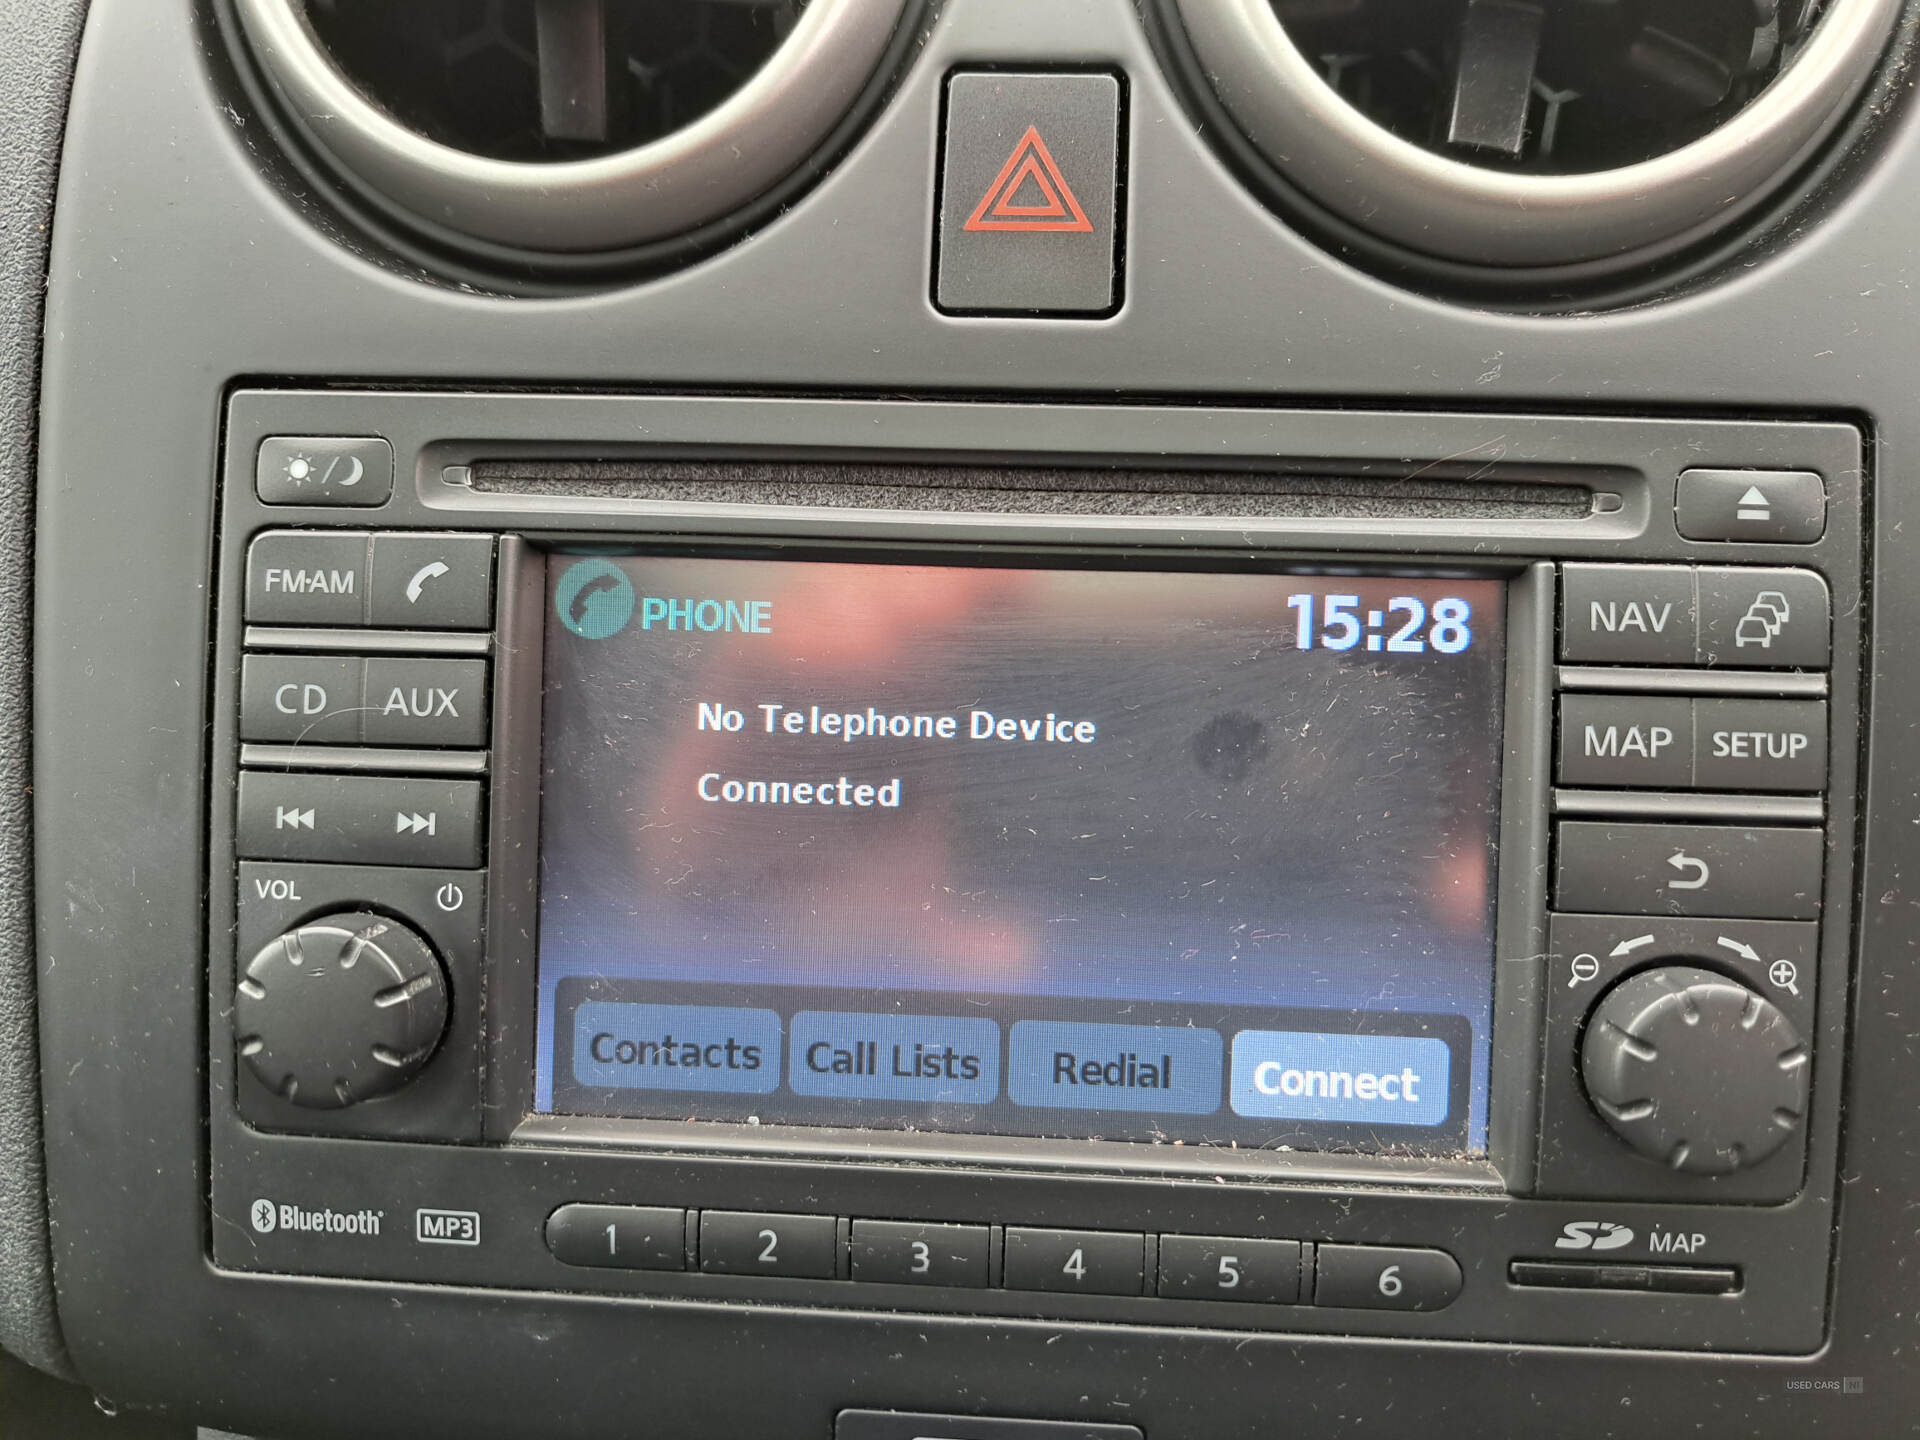 FM·AM
PHONE
15:28
NAV
CD
AUX
No Telephone Device
Connected
MAP
SETUP
VOL
Contacts
Call Lists
Redial
Connect
Bluetooth®
MP3
1
2
3
4
5
6
SD
MAP
USED CARS NI